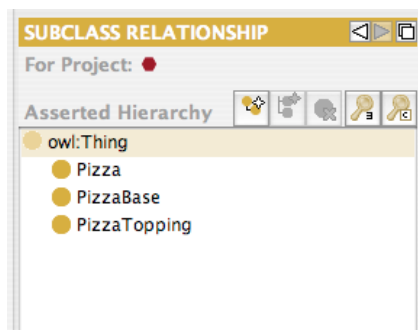 SUBCLASS RELATIONSHIP
For Project:
Asserted Hierarchy
owl:Thing
Pizza
PizzaBase
PizzaTopping